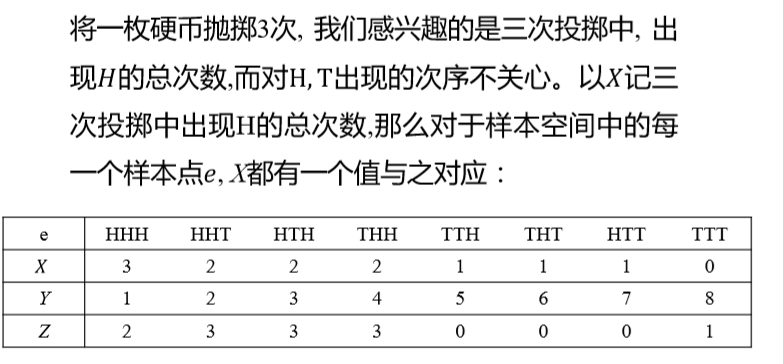 将一枚硬币抛掷3次, 我们感兴趣的是三次投掷中, 出
现H的总次数,而对H, T出现的次序不关心。以X记三
次投掷中出现H的总次数,那么对于样本空间中的每
一个样本点e, X都有一个值与之对应：
e HHH HHT HTH THH TTH THT HTT TTT
X 3 2 2 2 1 1 1 0
Y 1 2 3 4 5 6 7 8
Z 2 3 3 3 0 0 0 1